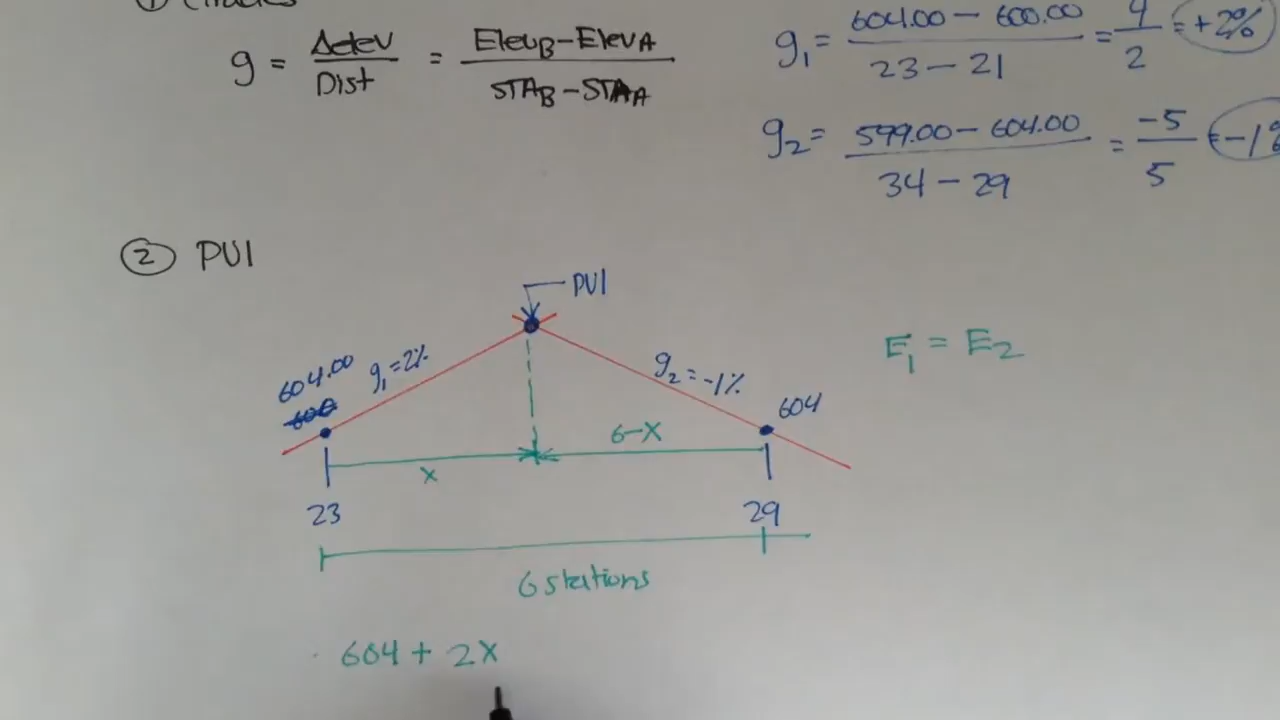 ①
g = Δelev / Dist = ElevB-ElevA / STAB-STAA
g1 = 604.00-600.00 / 23-21 = 4/2 = +2%
g2 = 599.00-604.00 / 34-29 = -5/5 = -1%
② PVI
PVI
604.00
600
g1=2%
g2=-1%
604
E1 = E2
x
6-x
23
29
6 stations
604 + 2x